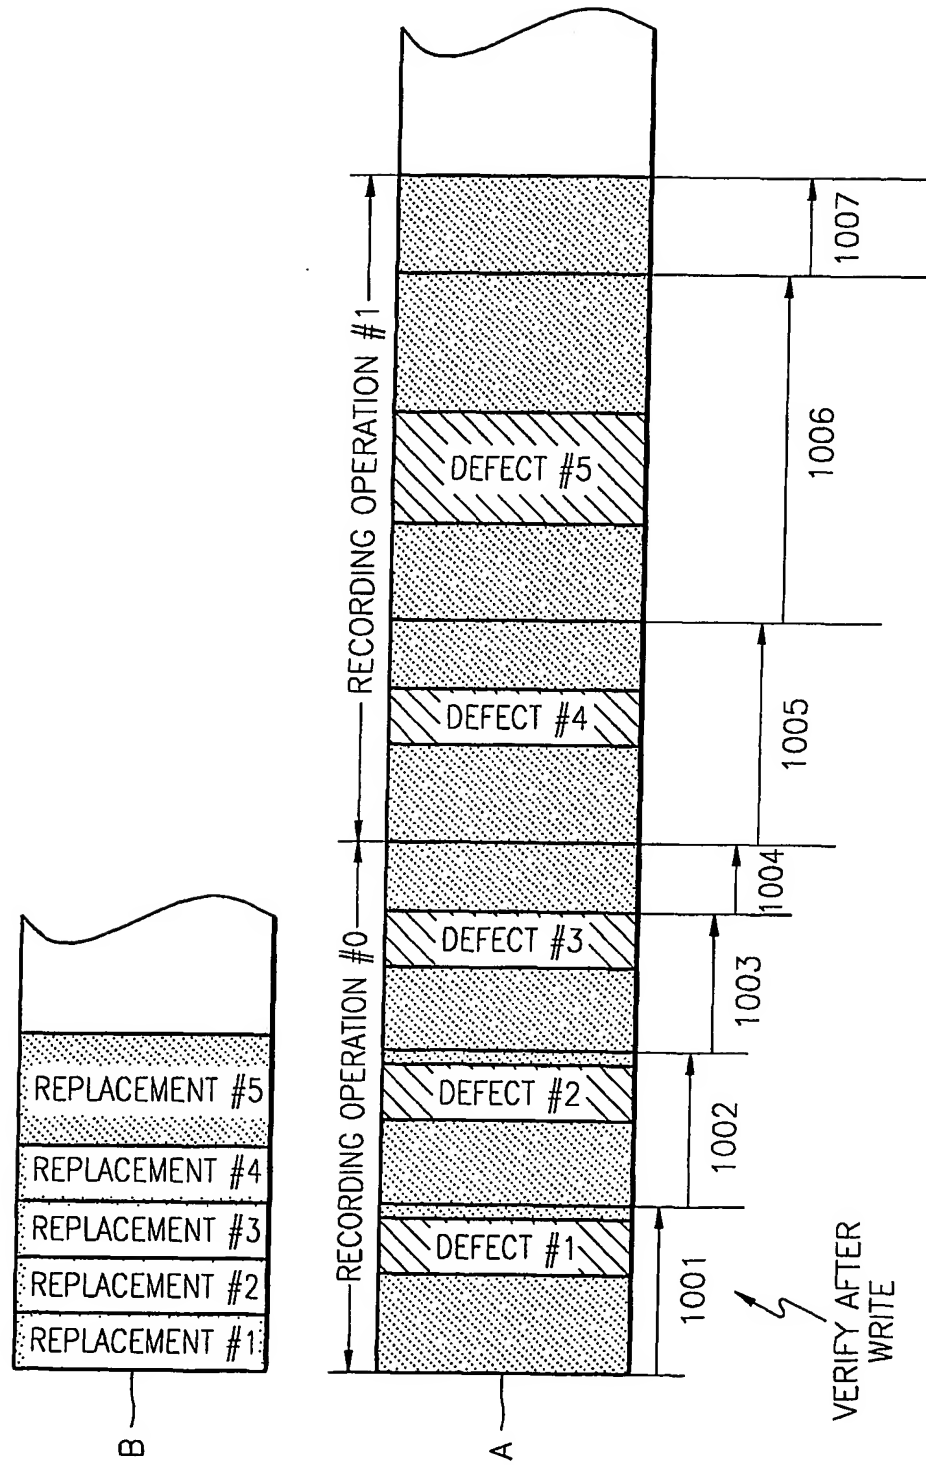 REPLACEMENT #5
REPLACEMENT #4
REPLACEMENT #3
REPLACEMENT #2
REPLACEMENT #1
B
RECORDING OPERATION #1
RECORDING OPERATION #0
DEFECT #5
DEFECT #4
DEFECT #3
DEFECT #2
DEFECT #1
A
1007
1006
1005
1004
1003
1002
1001
VERIFY AFTER
WRITE